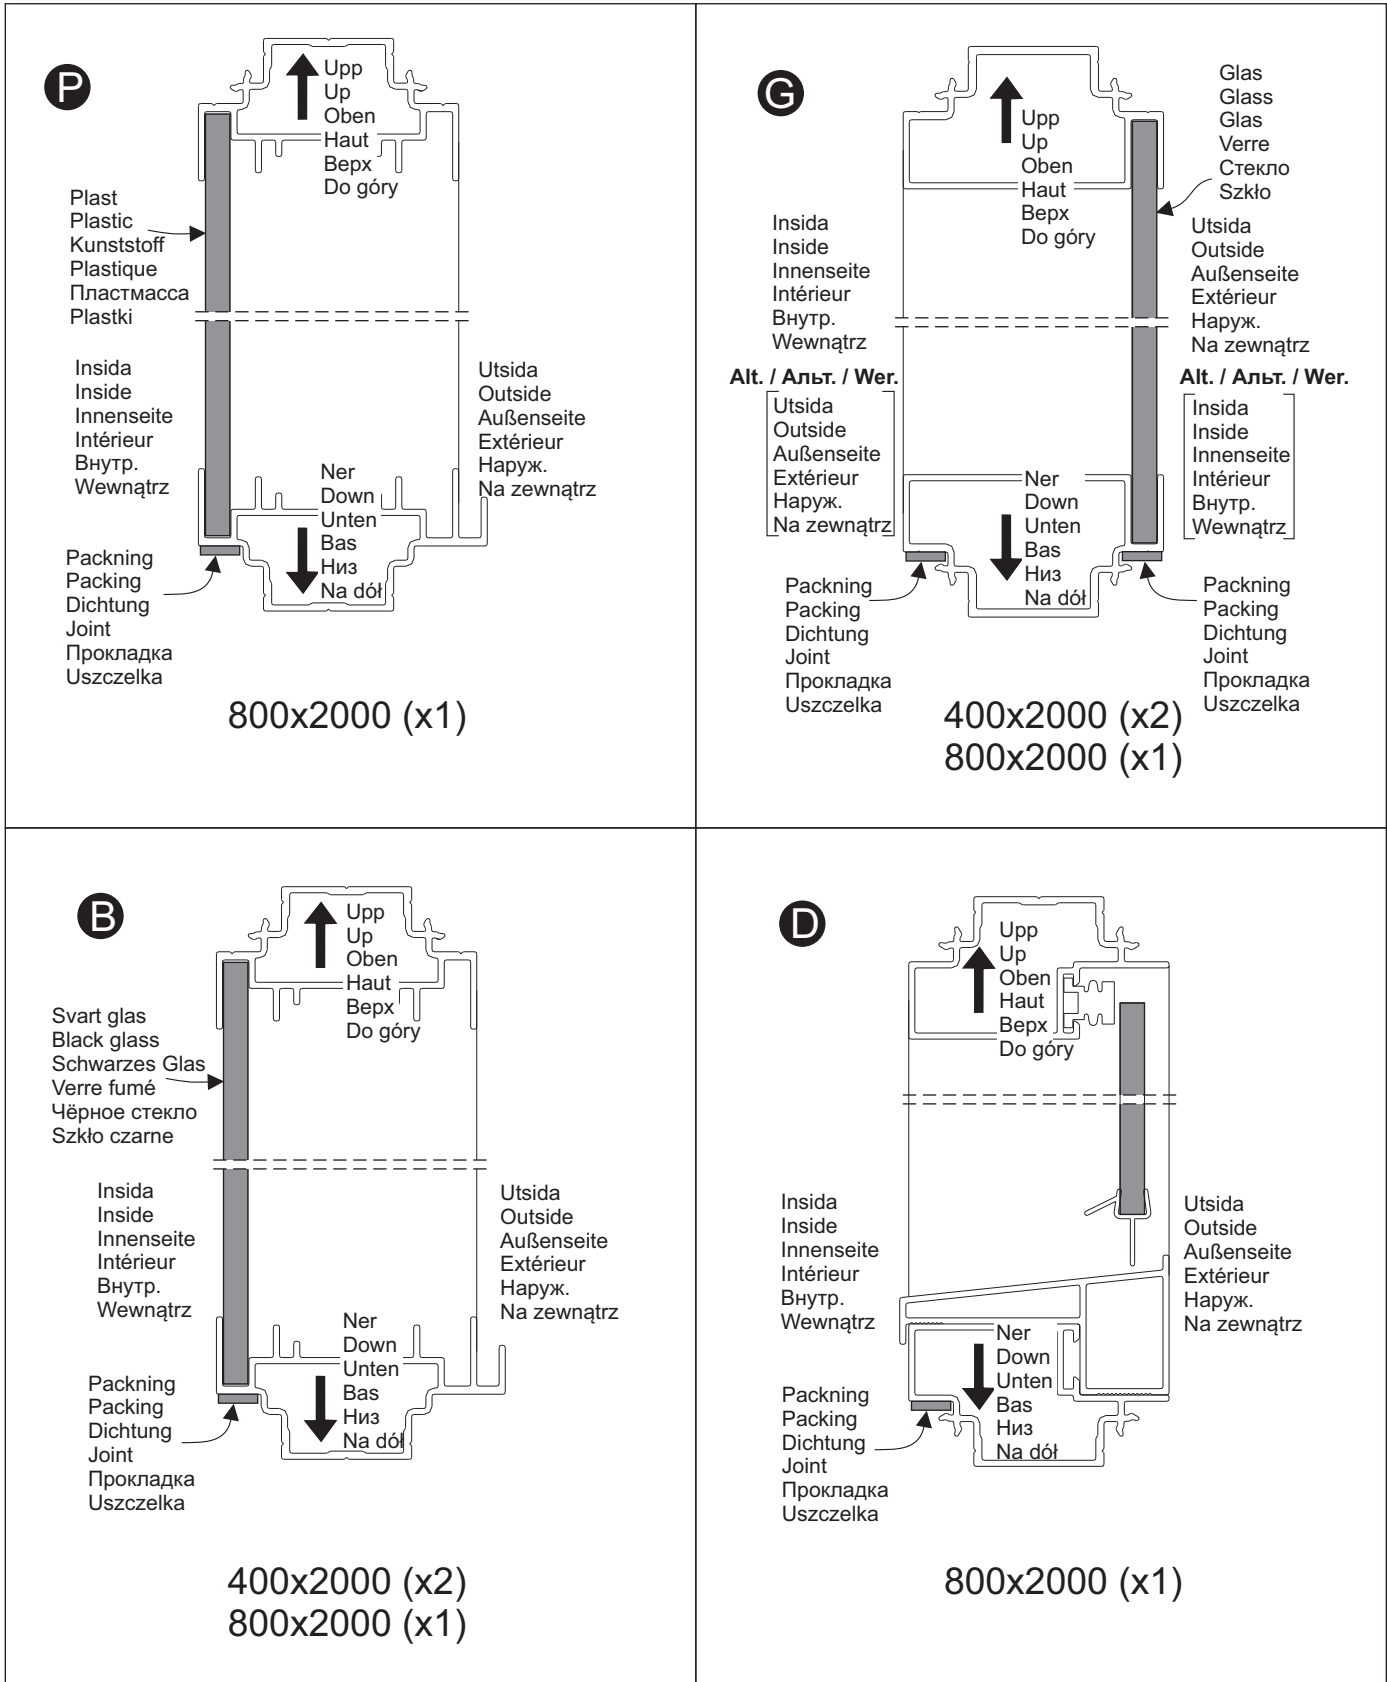 P
Upp
Up
Oben
Haut
Верх
Do góry
Plast
Plastic
Kunststoff
Plastique
Пластмасса
Plastki
Insida
Inside
Innenseite
Intérieur
Внутр.
Wewnątrz
Utsida
Outside
Außenseite
Extérieur
Наруж.
Na zewnątrz
Ner
Down
Unten
Bas
Низ
Na dół
Packning
Packing
Dichtung
Joint
Прокладка
Uszczelka
800x2000 (x1)
G
Upp
Up
Oben
Haut
Верх
Do góry
Glas
Glass
Glas
Verre
Стекло
Szkło
Insida
Inside
Innenseite
Intérieur
Внутр.
Wewnątrz
Utsida
Outside
Außenseite
Extérieur
Наруж.
Na zewnątrz
Alt. / Альт. / Wer.
Utsida
Outside
Außenseite
Extérieur
Наруж.
Na zewnątrz
Alt. / Альт. / Wer.
Insida
Inside
Innenseite
Intérieur
Внутр.
Wewnątrz
Ner
Down
Unten
Bas
Низ
Na dół
Packning
Packing
Dichtung
Joint
Прокладка
Uszczelka
Packning
Packing
Dichtung
Joint
Прокладка
Uszczelka
400x2000 (x2)
800x2000 (x1)
B
Upp
Up
Oben
Haut
Верх
Do góry
Svart glas
Black glass
Schwarzes Glas
Verre fumé
Чёрное стекло
Szkło czarne
Insida
Inside
Innenseite
Intérieur
Внутр.
Wewnątrz
Utsida
Outside
Außenseite
Extérieur
Наруж.
Na zewnątrz
Ner
Down
Unten
Bas
Низ
Na dół
Packning
Packing
Dichtung
Joint
Прокладка
Uszczelka
400x2000 (x2)
800x2000 (x1)
D
Upp
Up
Oben
Haut
Верх
Do góry
Insida
Inside
Innenseite
Intérieur
Внутр.
Wewnątrz
Utsida
Outside
Außenseite
Extérieur
Наруж.
Na zewnątrz
Ner
Down
Unten
Bas
Низ
Na dół
Packning
Packing
Dichtung
Joint
Прокладка
Uszczelka
800x2000 (x1)